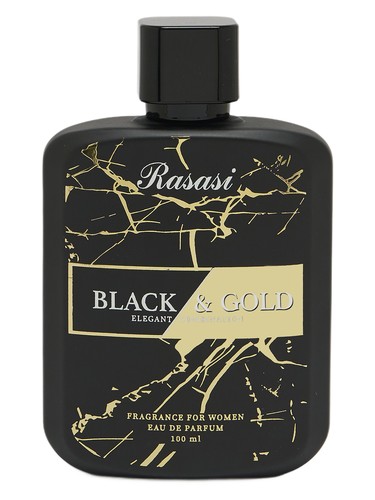 Rasasi
BLACK & GOLD
ELEGANT
FRAGRANCE FOR WOMEN
EAU DE PARFUM
100 ml